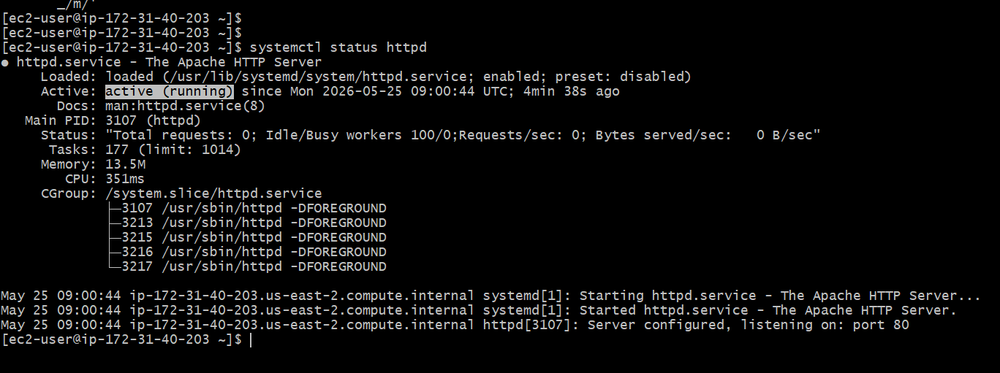 _/m/'
[ec2-user@ip-172-31-40-203 ~]$
[ec2-user@ip-172-31-40-203 ~]$
[ec2-user@ip-172-31-40-203 ~]$ systemctl status httpd
● httpd.service - The Apache HTTP Server
     Loaded: loaded (/usr/lib/systemd/system/httpd.service; enabled; preset: disabled)
     Active: active (running) since Mon 2026-05-25 09:00:44 UTC; 4min 38s ago
       Docs: man:httpd.service(8)
   Main PID: 3107 (httpd)
     Status: "Total requests: 0; Idle/Busy workers 100/0;Requests/sec: 0; Bytes served/sec:   0 B/sec"
      Tasks: 177 (limit: 1014)
     Memory: 13.5M
        CPU: 351ms
     CGroup: /system.slice/httpd.service
             ├─3107 /usr/sbin/httpd -DFOREGROUND
             ├─3213 /usr/sbin/httpd -DFOREGROUND
             ├─3215 /usr/sbin/httpd -DFOREGROUND
             ├─3216 /usr/sbin/httpd -DFOREGROUND
             └─3217 /usr/sbin/httpd -DFOREGROUND
May 25 09:00:44 ip-172-31-40-203.us-east-2.compute.internal systemd[1]: Starting httpd.service - The Apache HTTP Server...
May 25 09:00:44 ip-172-31-40-203.us-east-2.compute.internal systemd[1]: Started httpd.service - The Apache HTTP Server.
May 25 09:00:44 ip-172-31-40-203.us-east-2.compute.internal httpd[3107]: Server configured, listening on: port 80
[ec2-user@ip-172-31-40-203 ~]$